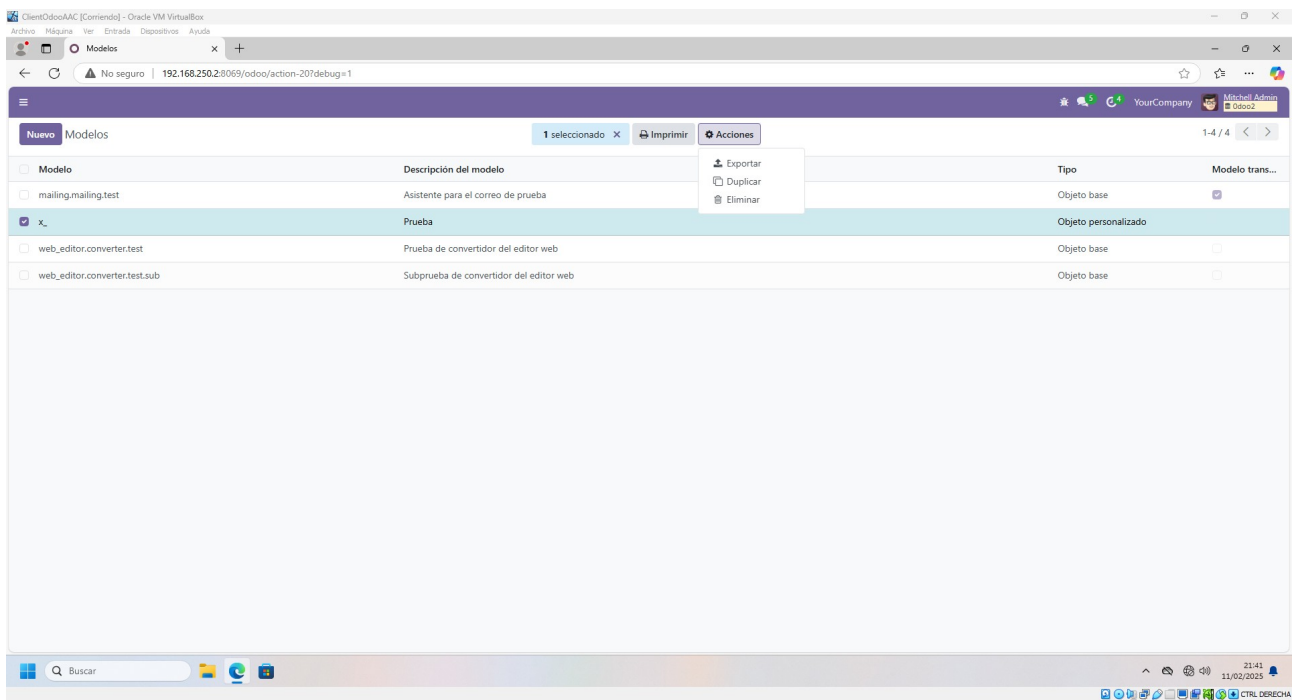 ClientOdooAAC [Corriendo] - Oracle VM VirtualBox
Archivo Máquina Ver Entrada Dispositivos Ayuda
Modelos
No seguro 192.168.250.2:8069/odoo/action-20?debug=1
5 4 YourCompany Mitchell Admin
0doo2
Nuevo Modelos 1 seleccionado Imprimir Acciones 1-4 / 4
Exportar
Duplicar
Eliminar
Modelo Descripción del modelo Tipo Modelo trans...
mailing.mailing.test Asistente para el correo de prueba Objeto base
x_ Prueba Objeto personalizado
web_editor.converter.test Prueba de convertidor del editor web Objeto base
web_editor.converter.test.sub Subprueba de convertidor del editor web Objeto base
Buscar 21:41
11/02/2025
CTRL DERECHA